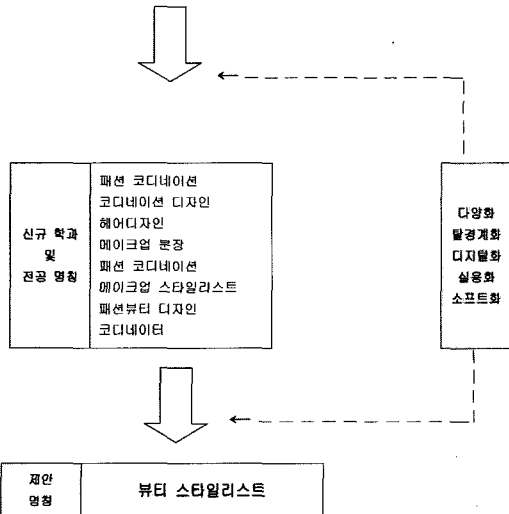 신규 학과
및
전공 명칭
패션 코디네이션
코디네이션 디자인
헤어디자인
메이크업 분장
패션 코디네이션
메이크업 스타일리스트
패션뷰티 디자인
코디네이터
다양화
탈경계화
디지털화
실용화
소프트화
제안
명칭
뷰티 스타일리스트